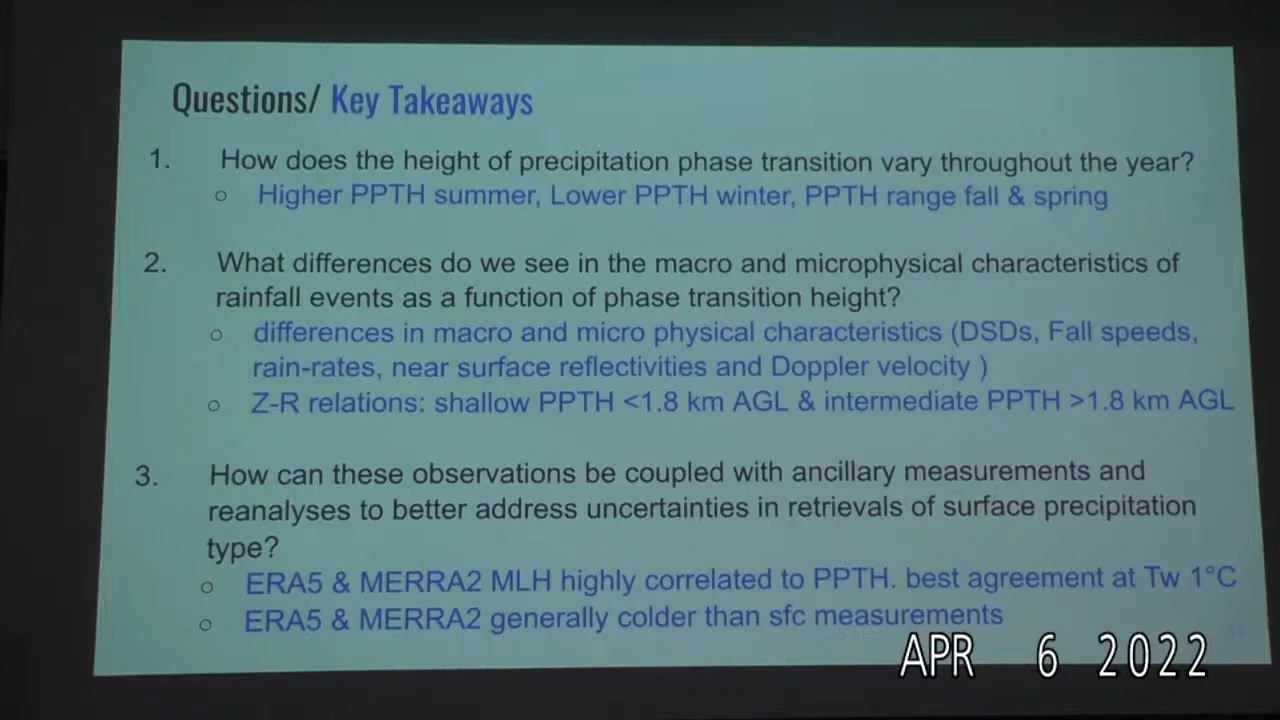 Questions/ Key Takeaways
1. How does the height of precipitation phase transition vary throughout the year?
○ Higher PPTH summer, Lower PPTH winter, PPTH range fall & spring
2. What differences do we see in the macro and microphysical characteristics of
rainfall events as a function of phase transition height?
○ differences in macro and micro physical characteristics (DSDs, Fall speeds,
rain-rates, near surface reflectivities and Doppler velocity )
○ Z-R relations: shallow PPTH <1.8 km AGL & intermediate PPTH >1.8 km AGL
3. How can these observations be coupled with ancillary measurements and
reanalyses to better address uncertainties in retrievals of surface precipitation
type?
○ ERA5 & MERRA2 MLH highly correlated to PPTH. best agreement at Tw 1°C
○ ERA5 & MERRA2 generally colder than sfc measurements
APR 6 2022